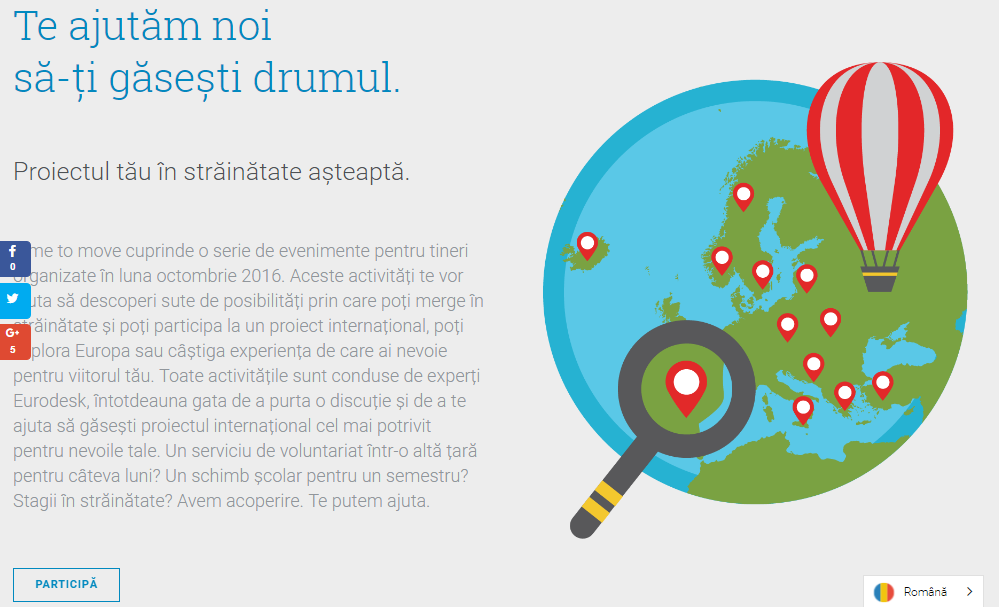 Te ajutăm noi
să-ți găsești drumul.
Proiectul tău în străinătate așteaptă.
me to move cuprinde o serie de evenimente pentru tineri
organizate în luna octombrie 2016. Aceste activități te vor
uta să descoperi sute de posibilități prin care poți merge în
străinătate și poți participa la un proiect internațional, poți
xplora Europa sau câștiga experiența de care ai nevoie
pentru viitorul tău. Toate activitățile sunt conduse de experți
Eurodesk, întotdeauna gata de a purta o discuție și de a te
ajuta să găsești proiectul internațional cel mai potrivit
pentru nevoile tale. Un serviciu de voluntariat într-o altă țară
pentru câteva luni? Un schimb școlar pentru un semestru?
Stagii în străinătate? Avem acoperire. Te putem ajuta.
f
0
G+
5
PARTICIPĂ
Română